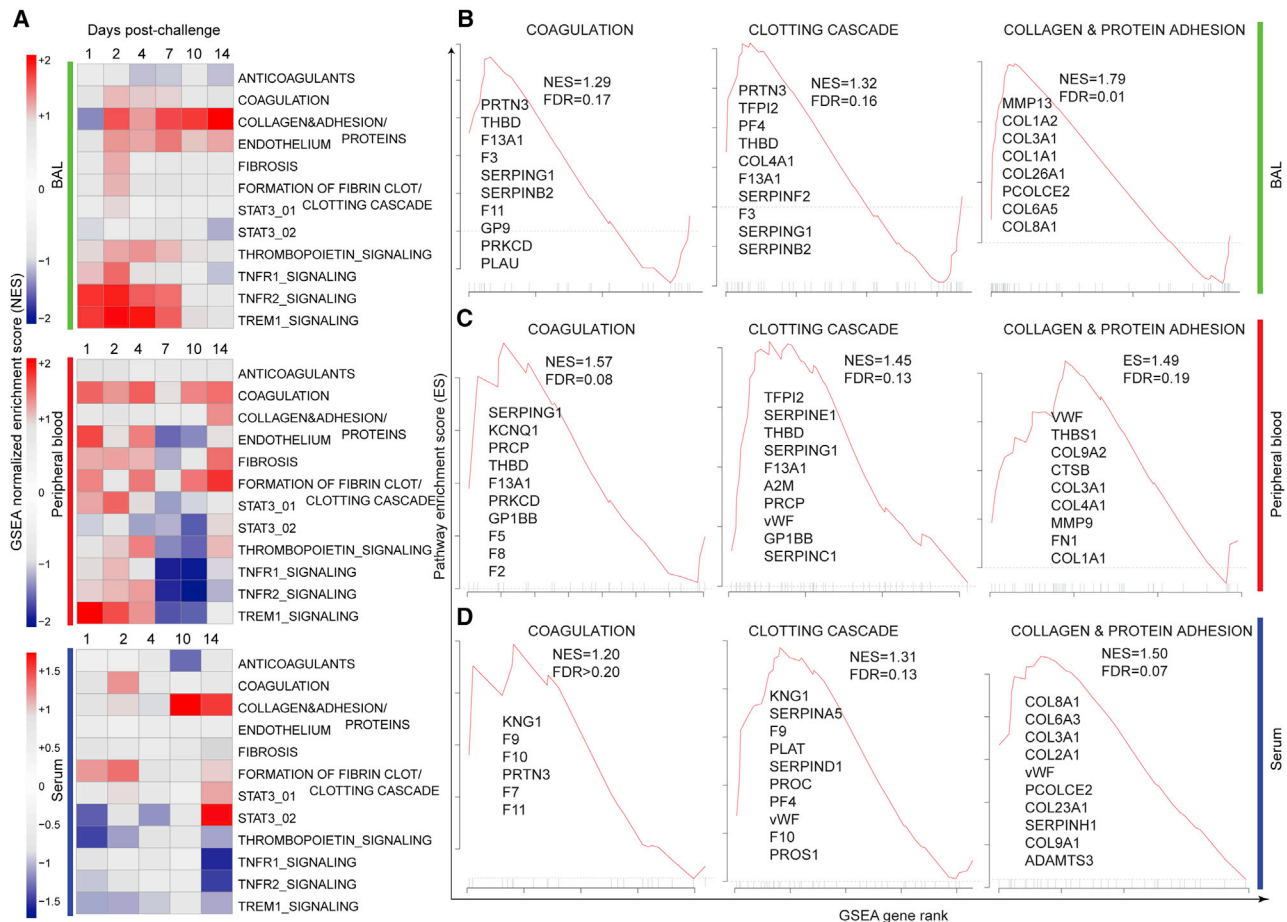 A
Days post-challenge
1 2 4 7 10 14
+2
+1
0
−1
−2
GSEA normalized enrichment score (NES)
BAL
ANTICOAGULANTS
COAGULATION
COLLAGEN&ADHESION/
PROTEINS
ENDOTHELIUM
FIBROSIS
FORMATION OF FIBRIN CLOT/
CLOTTING CASCADE
STAT3_01
STAT3_02
THROMBOPOIETIN_SIGNALING
TNFR1_SIGNALING
TNFR2_SIGNALING
TREM1_SIGNALING
1 2 4 7 10 14
+2
+1
0
−1
−2
Peripheral blood
ANTICOAGULANTS
COAGULATION
COLLAGEN&ADHESION/
PROTEINS
ENDOTHELIUM
FIBROSIS
FORMATION OF FIBRIN CLOT/
CLOTTING CASCADE
STAT3_01
STAT3_02
THROMBOPOIETIN_SIGNALING
TNFR1_SIGNALING
TNFR2_SIGNALING
TREM1_SIGNALING
1 2 4 10 14
+1.5
+1
+0.5
0
−0.5
−1
−1.5
Serum
ANTICOAGULANTS
COAGULATION
COLLAGEN&ADHESION/
PROTEINS
ENDOTHELIUM
FIBROSIS
FORMATION OF FIBRIN CLOT/
CLOTTING CASCADE
STAT3_01
STAT3_02
THROMBOPOIETIN_SIGNALING
TNFR1_SIGNALING
TNFR2_SIGNALING
TREM1_SIGNALING
Pathway enrichment score (ES)
B
COAGULATION
NES=1.29
FDR=0.17
PRTN3
THBD
F13A1
F3
SERPING1
SERPINB2
F11
GP9
PRKCD
PLAU
CLOTTING CASCADE
NES=1.32
FDR=0.16
PRTN3
TFPI2
PF4
THBD
COL4A1
F13A1
SERPINF2
F3
SERPING1
SERPINB2
COLLAGEN & PROTEIN ADHESION
NES=1.79
FDR=0.01
MMP13
COL1A2
COL3A1
COL1A1
COL26A1
PCOLCE2
COL6A5
COL8A1
BAL
C
COAGULATION
NES=1.57
FDR=0.08
SERPING1
KCNQ1
PRCP
THBD
F13A1
PRKCD
GP1BB
F5
F8
F2
CLOTTING CASCADE
NES=1.45
FDR=0.13
TFPI2
SERPINE1
THBD
SERPING1
F13A1
A2M
PRCP
vWF
GP1BB
SERPINC1
COLLAGEN & PROTEIN ADHESION
ES=1.49
FDR=0.19
VWF
THBS1
COL9A2
CTSB
COL3A1
COL4A1
MMP9
FN1
COL1A1
Peripheral blood
D
COAGULATION
NES=1.20
FDR>0.20
KNG1
F9
F10
PRTN3
F7
F11
CLOTTING CASCADE
NES=1.31
FDR=0.13
KNG1
SERPINA5
F9
PLAT
SERPIND1
PROC
PF4
vWF
F10
PROS1
COLLAGEN & PROTEIN ADHESION
NES=1.50
FDR=0.07
COL8A1
COL6A3
COL3A1
COL2A1
vWF
PCOLCE2
COL23A1
SERPINH1
COL9A1
ADAMTS3
Serum
GSEA gene rank